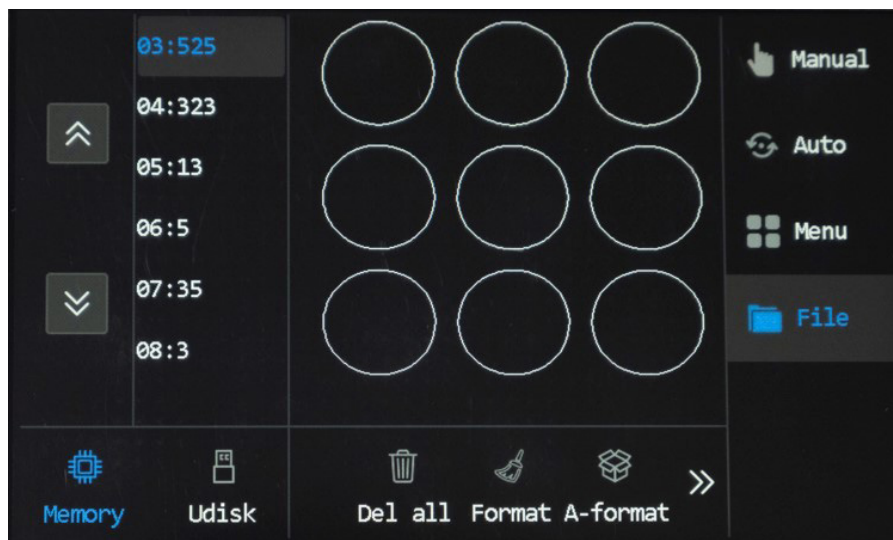 03:525
04:323
05:13
06:5
07:35
08:3
Manual
Auto
Menu
File
Memory
Udisk
Del all
Format
A-format